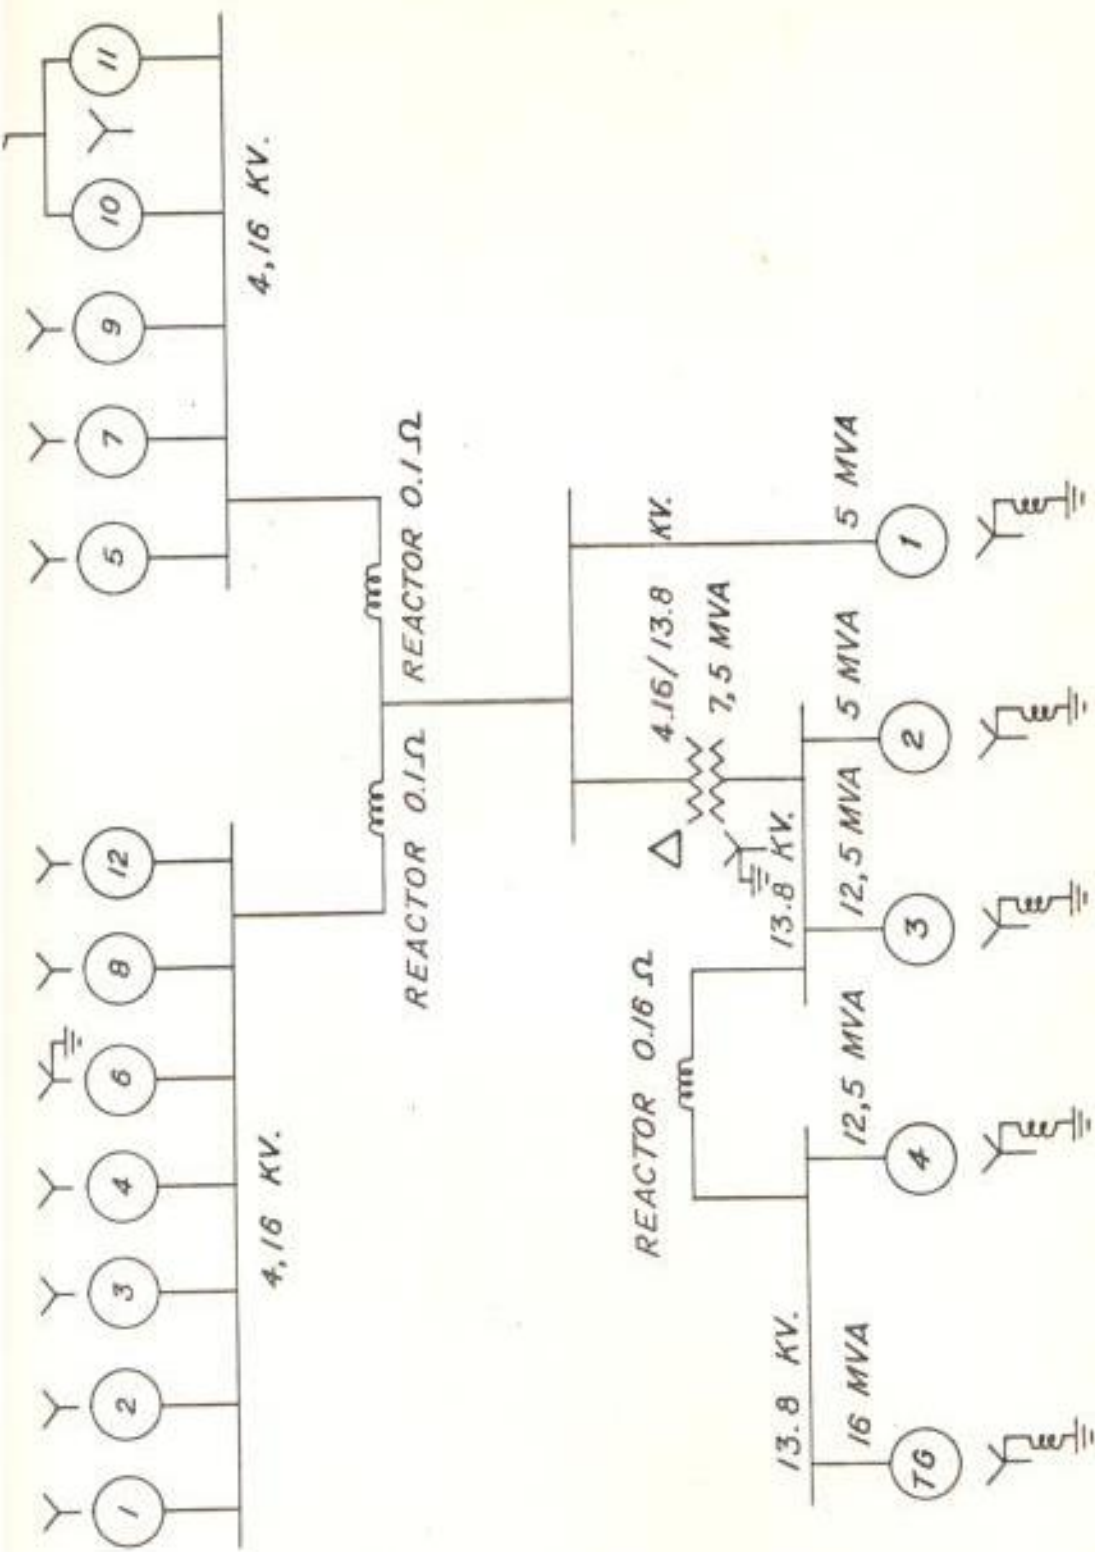 1
2
3
4
6
8
12
4,16 KV.
5
7
9
10
11
4,16 KV.
REACTOR 0.1 Ω
REACTOR 0.1 Ω
4.16/13.8
KV.
7,5 MVA
REACTOR 0.16 Ω
13.8 KV.
13.8 KV.
16 MVA
12,5 MVA
12,5 MVA
5 MVA
5 MVA
TG
4
3
2
1